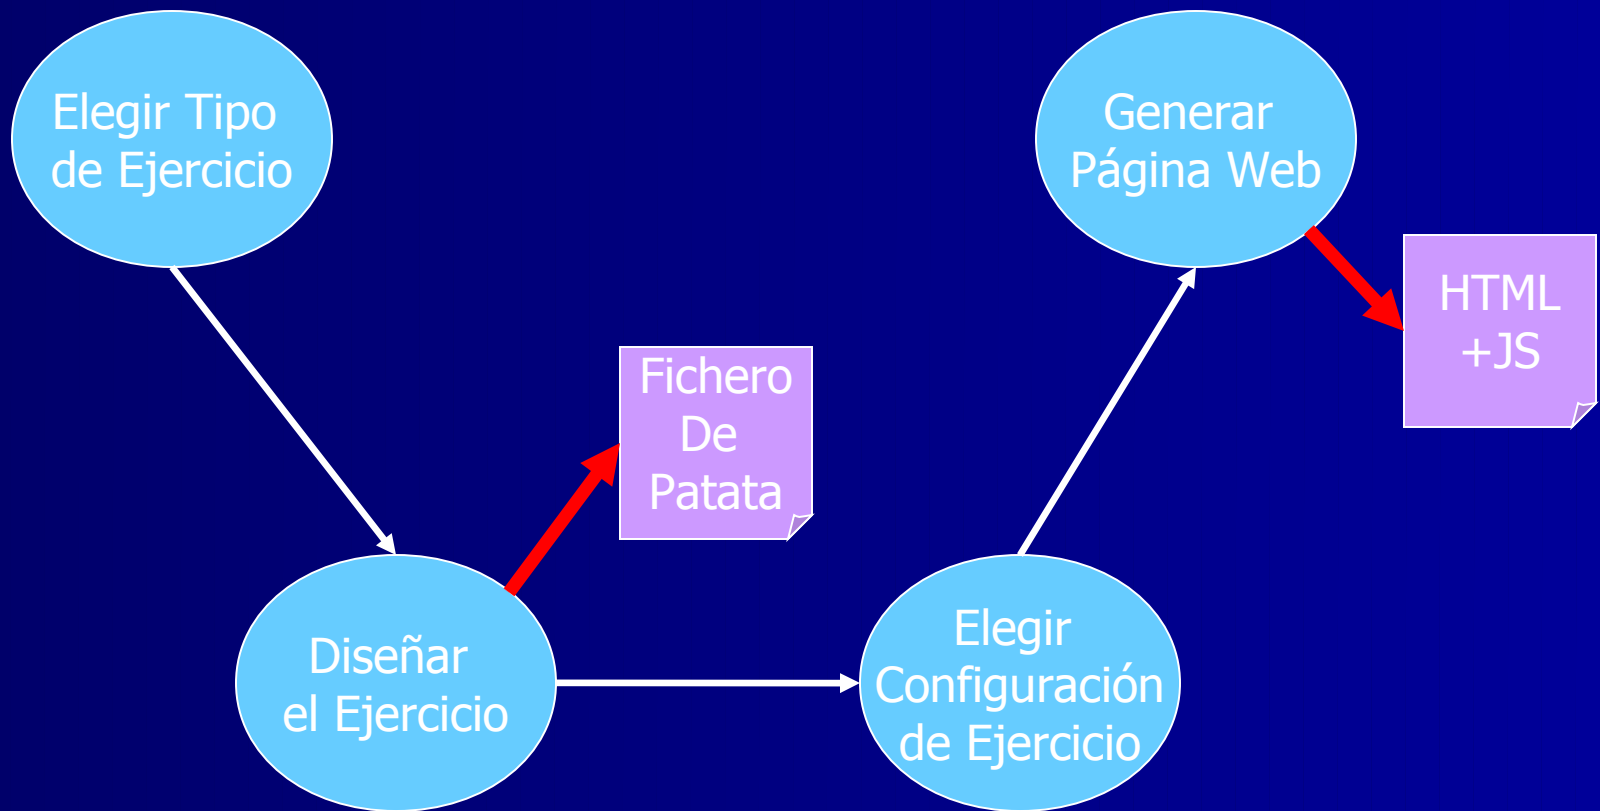 Elegir Tipo
de Ejercicio
Diseñar
el Ejercicio
Fichero
De
Patata
Elegir
Configuración
de Ejercicio
Generar
Página Web
HTML
+JS